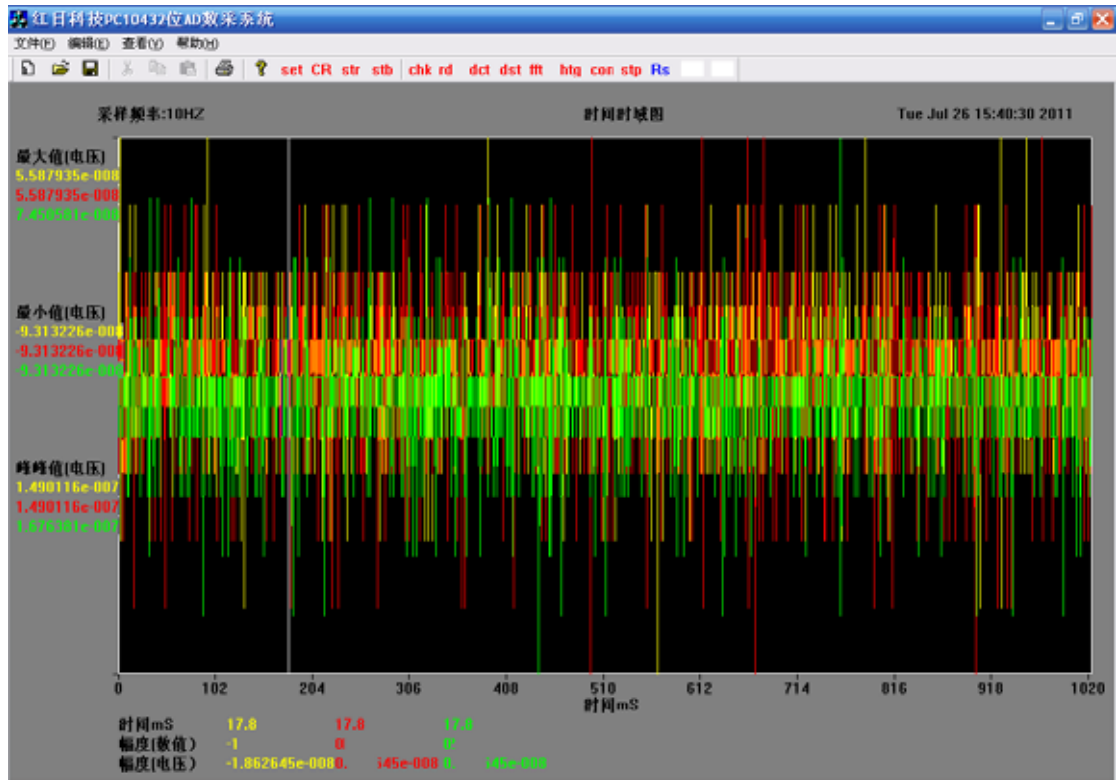 红日科技PC10432位AD数采系统
文件(F) 编辑(E) 查看(V) 帮助(H)
set CR str stb chk rd dct dst fft htg con stp Rs
采样频率:10HZ 时间时域图 Tue Jul 26 15:40:30 2011
最大值(电压)
5.587935e-008
5.587935e-008
7.450581e-008
最小值(电压)
-9.313226e-008
-9.313226e-008
-9.313226e-008
峰峰值(电压)
1.490116e-007
1.490116e-007
1.676381e-007
0 102 204 306 408 510 612 714 816 918 1020
时间mS
时间mS 17.8 17.8 17.8
幅度(数值) -1
幅度(电压) -1.862645e-008